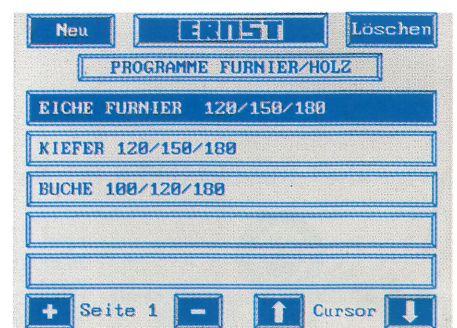 Neu ERNST Löschen
PROGRAMME FURNIER/HOLZ
EICHE FURNIER 120/150/180
KIEFER 120/150/180
BUCHE 100/120/180
+ Seite 1 - ↑ Cursor ↓